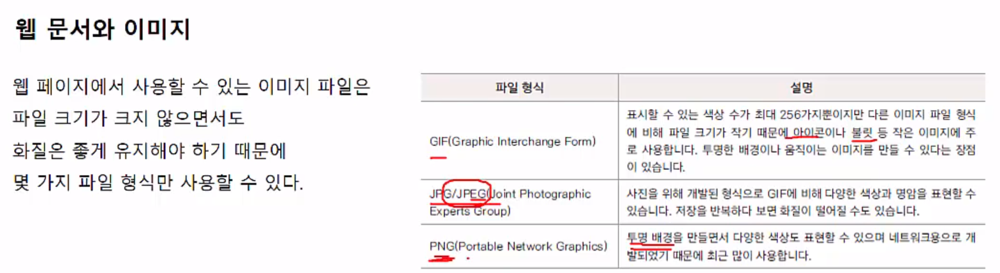 웹 문서와 이미지
웹 페이지에서 사용할 수 있는 이미지 파일은
파일 크기가 크지 않으면서도
화질은 좋게 유지해야 하기 때문에
몇 가지 파일 형식만 사용할 수 있다.
파일 형식
설명
GIF(Graphic Interchange Form)
표시할 수 있는 색상 수가 최대 256가지뿐이지만 다른 이미지 파일 형식
에 비해 파일 크기가 작기 때문에 아이콘이나 불릿 등 작은 이미지에 주
로 사용합니다. 투명한 배경이나 움직이는 이미지를 만들 수 있다는 장점
이 있습니다.
JPG/JPEG(Joint Photographic
Experts Group)
사진을 위해 개발된 형식으로 GIF에 비해 다양한 색상과 명암을 표현할 수
있습니다. 저장을 반복하다 보면 화질이 떨어질 수도 있습니다.
PNG(Portable Network Graphics)
투명 배경을 만들면서 다양한 색상도 표현할 수 있으며 네트워크용으로 개
발되었기 때문에 최근 많이 사용합니다.